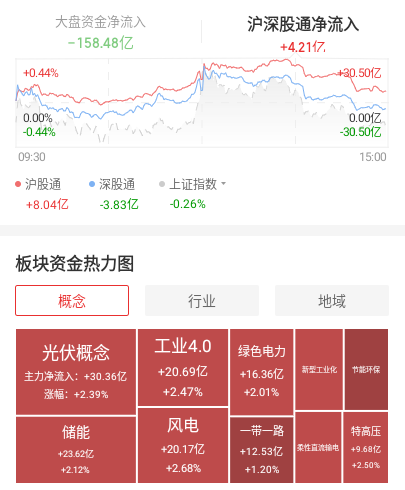 大盘资金净流入
沪深股通净流入
-158.48亿
+4.21亿
+0.44%
+30.50亿
0.00%
0.00亿
-0.44%
-30.50亿
09:30
15:00
沪股通
深股通
上证指数
+8.04亿
-3.83亿
-0.26%
板块资金热力图
概念
行业
地域
光伏概念
主力净流入: +30.36亿
涨幅: +2.39%
工业4.0
+20.69亿
+2.47%
绿色电力
+16.36亿
+2.01%
新型工业化
节能环保
储能
+23.62亿
+2.12%
风电
+20.17亿
+2.68%
一带一路
+12.53亿
+1.20%
柔性直流输电
特高压
+9.68亿
+2.50%